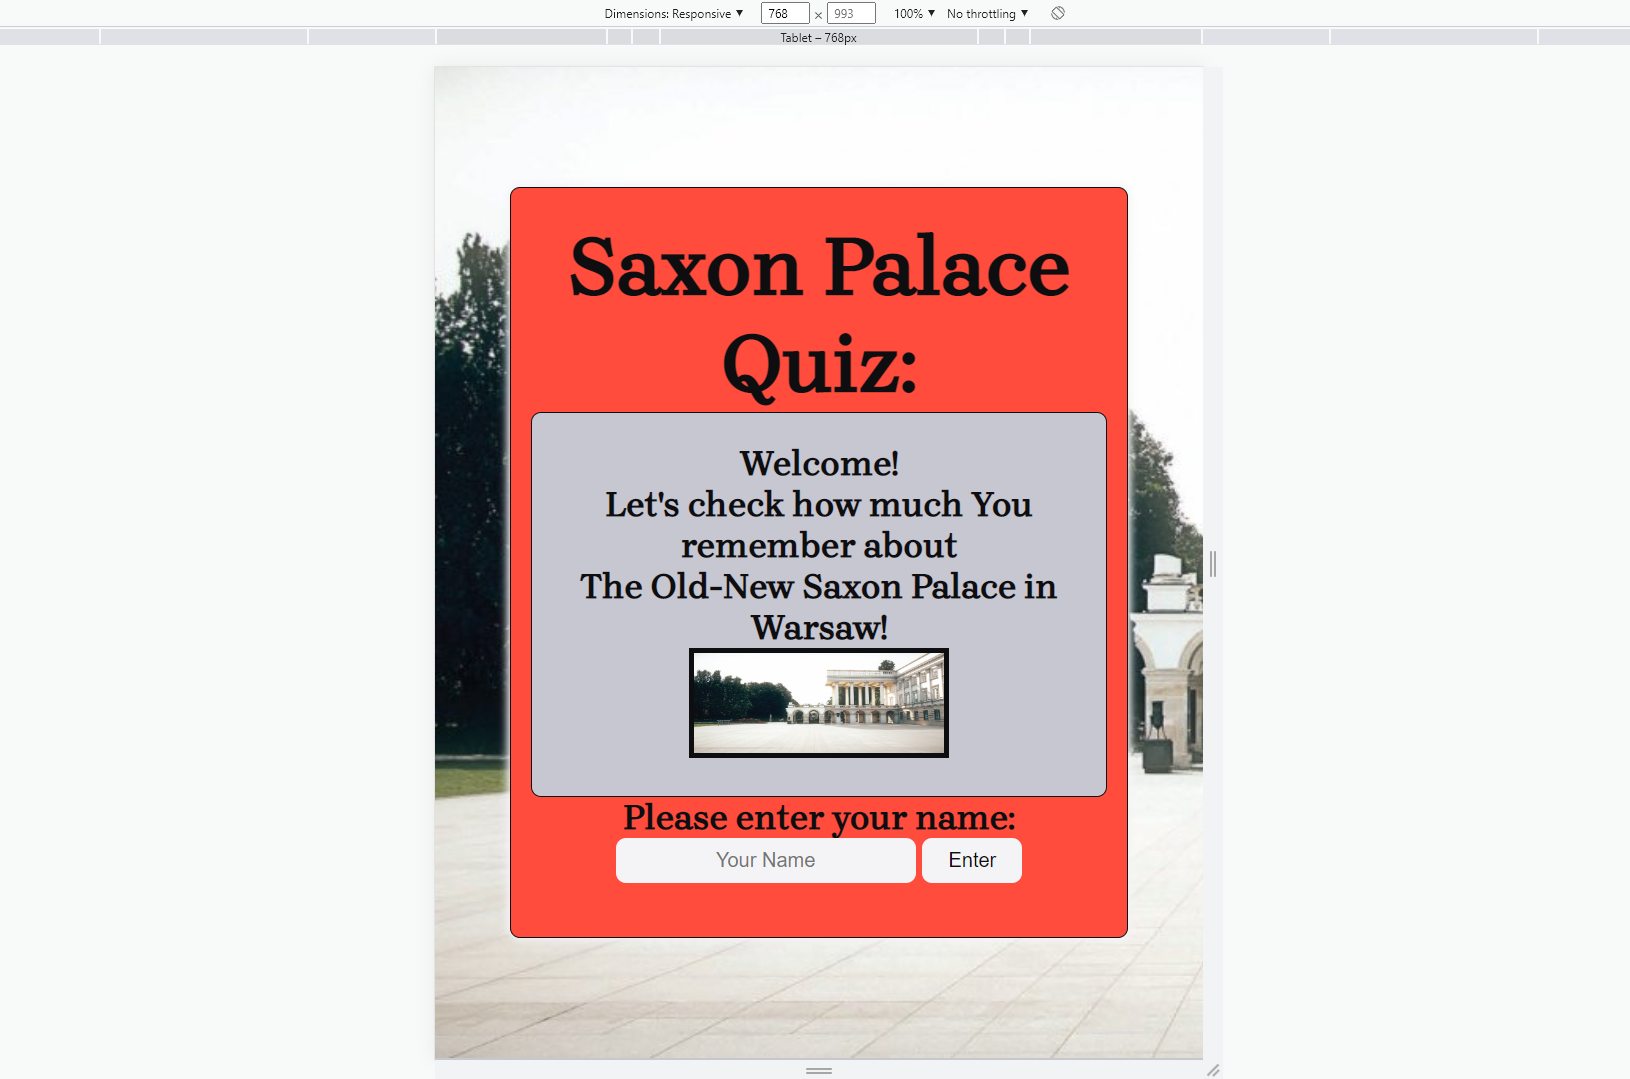 Dimensions: Responsive ▼ 768 × 993 100% ▼ No throttling ▼
Tablet – 768px
Saxon Palace
Quiz:
Welcome!
Let's check how much You
remember about
The Old-New Saxon Palace in
Warsaw!
Please enter your name:
Your Name Enter